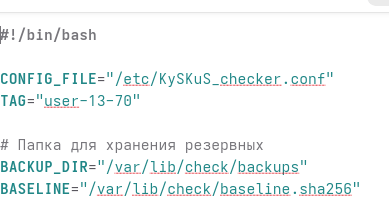 #!/bin/bash
CONFIG_FILE="/etc/KySKuS_checker.conf"
TAG="user-13-70"
# Папка для хранения резервных
BACKUP_DIR="/var/lib/check/backups"
BASELINE="/var/lib/check/baseline.sha256"